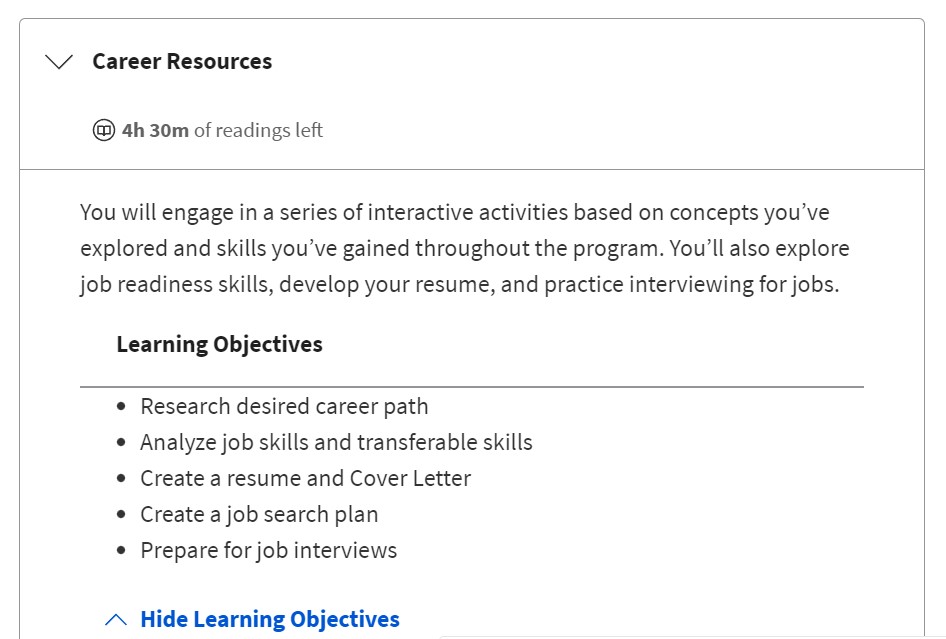 Career Resources
4h 30m of readings left
You will engage in a series of interactive activities based on concepts you’ve
explored and skills you’ve gained throughout the program. You’ll also explore
job readiness skills, develop your resume, and practice interviewing for jobs.
Learning Objectives
• Research desired career path
• Analyze job skills and transferable skills
• Create a resume and Cover Letter
• Create a job search plan
• Prepare for job interviews
Hide Learning Objectives